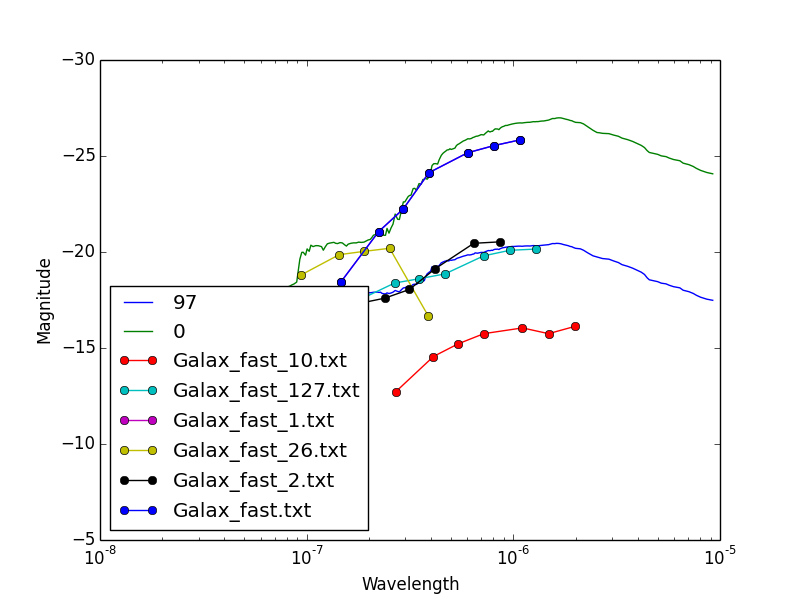 −30
−25
−20
−15
−10
−5
Magnitude
97
0
Galax_fast_10.txt
Galax_fast_127.txt
Galax_fast_1.txt
Galax_fast_26.txt
Galax_fast_2.txt
Galax_fast.txt
10^-8
10^-7
10^-6
10^-5
Wavelength